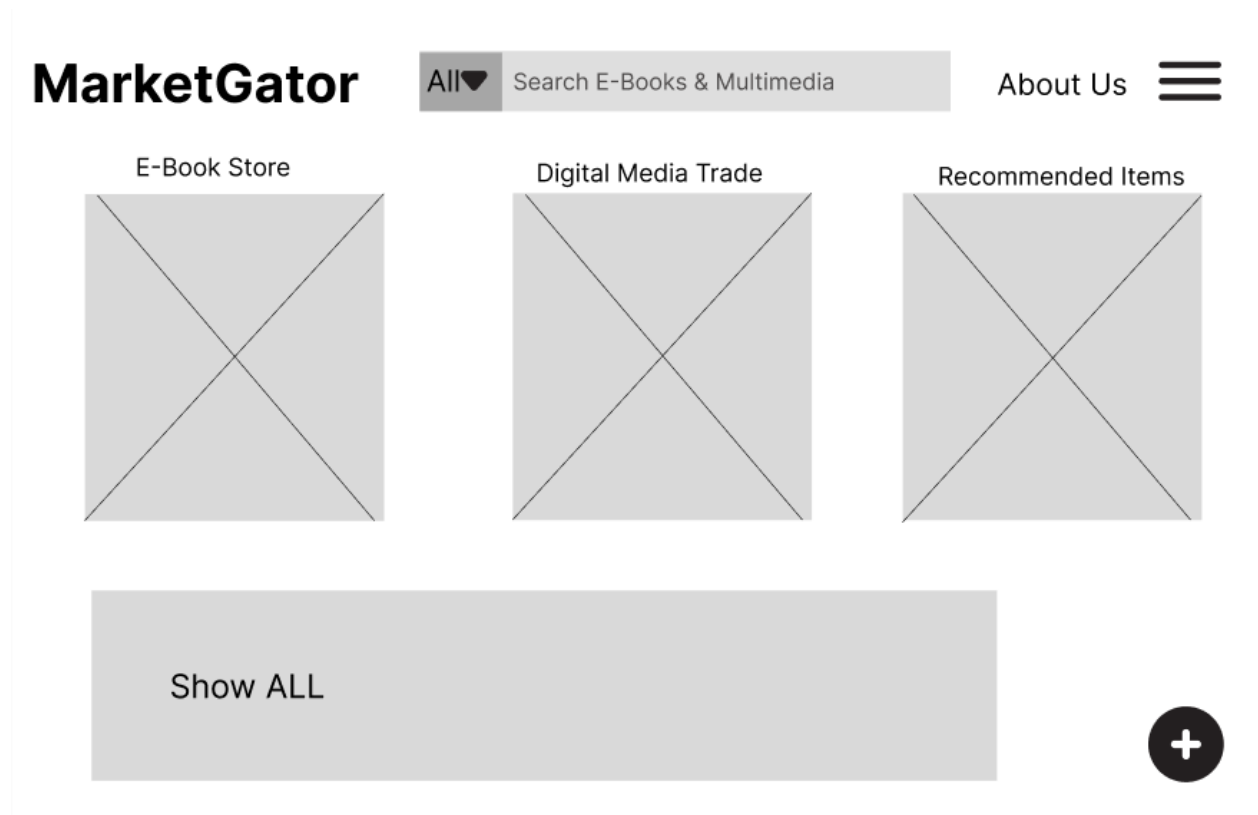 MarketGator
All
Search E-Books & Multimedia
About Us
E-Book Store
Digital Media Trade
Recommended Items
Show ALL